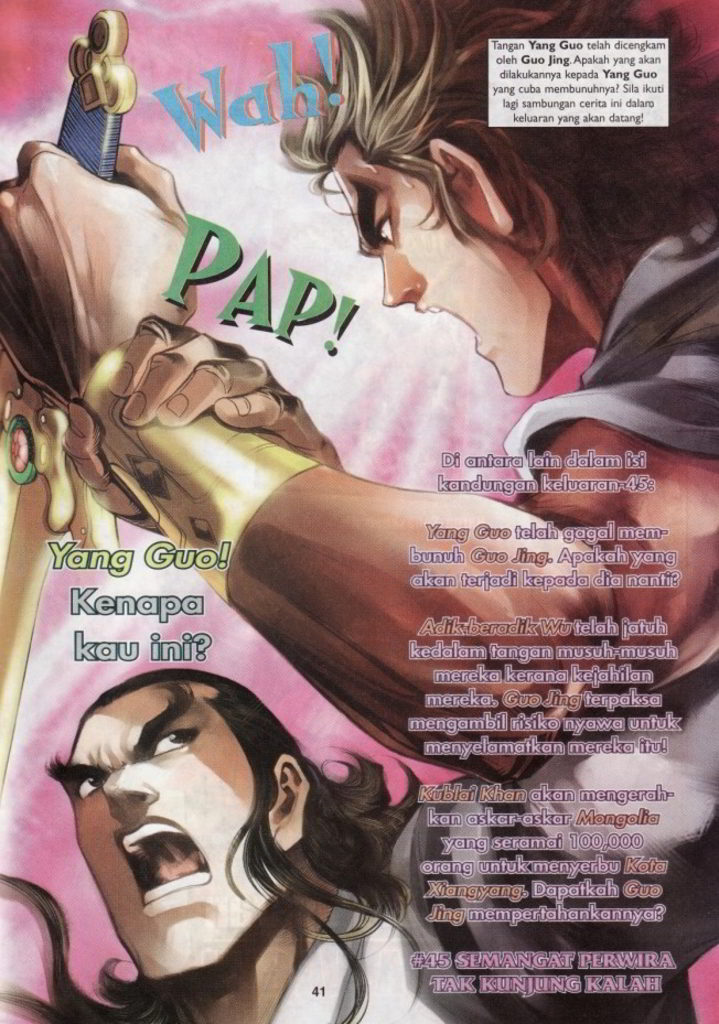 Tangan Yang Guo telah dicengkam
oleh Guo Jing. Apakah yang akan
dilakukannya kepada Yang Guo
yang cuba membunuhnya? Sila ikuti
lagi sambungan cerita ini dalam
keluaran yang akan datang!
Wah!
PAP!
Di antara lain dalam isi
kandungan keluaran-45:
Yang Guo telah gagal mem-
bunuh Guo Jing. Apakah yang
akan terjadi kepada dia nanti?
Yang Guo!
Kenapa
kau ini?
Adik-beradik Wu telah jatuh
kedalam tangan musuh-musuh
mereka kerana kejahilan
mereka. Guo Jing terpaksa
mengambil risiko nyawa untuk
menyelamatkan mereka itu!
Kublai Khan akan mengerah-
kan askar-askar Mongolia
yang seramai 100,000
orang untuk menyerbu Kota
Xiangyang. Dapatkah Guo
Jing mempertahankannya?
#45 SEMANGAT PERWIRA
TAK KUNJUNG KALAH
41